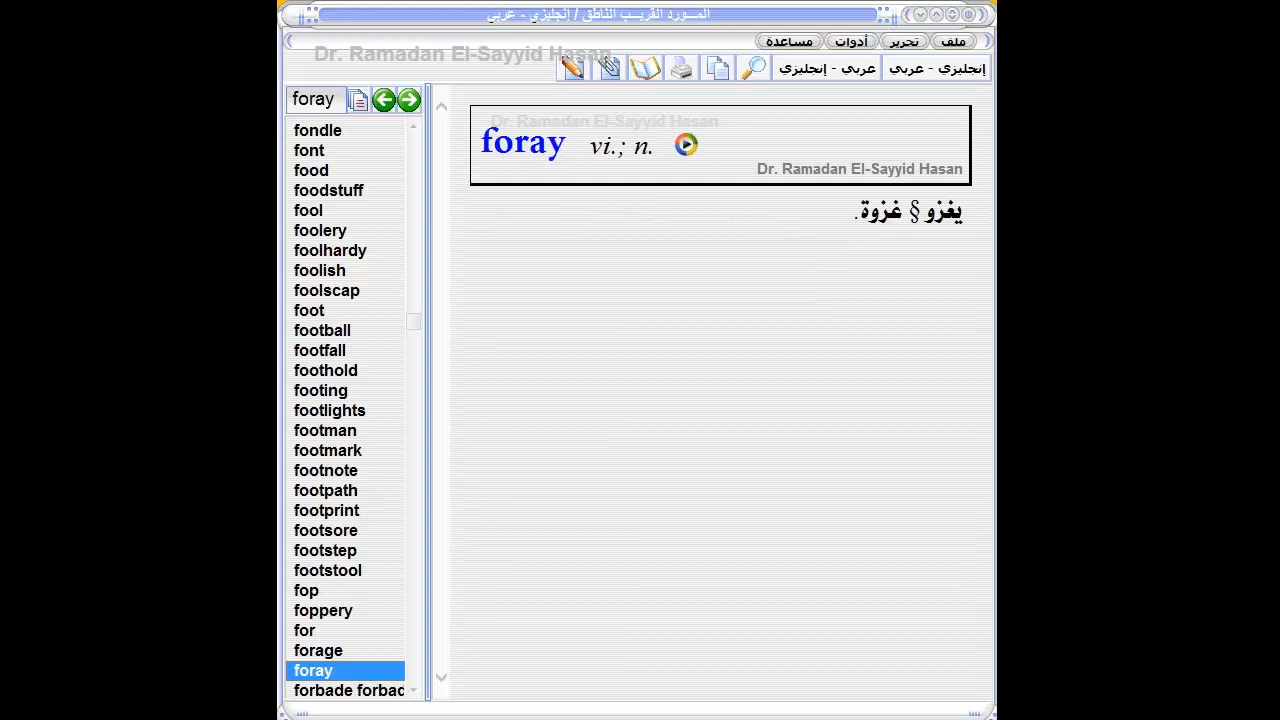 المـورد القريـب الناطق / إنجليزي - عربي
ملف تحرير أدوات مساعدة
Dr. Ramadan El-Sayyid Hasan
إنجليزي - عربي عربي - إنجليزي
foray
fondle
font
food
foodstuff
fool
foolery
foolhardy
foolish
foolscap
foot
football
footfall
foothold
footing
footlights
footman
footmark
footnote
footpath
footprint
footsore
footstep
footstool
fop
foppery
for
forage
foray
forbade forbad
Dr. Ramadan El-Sayyid Hasan
foray vi.; n.
Dr. Ramadan El-Sayyid Hasan
يغزو § غزوة.